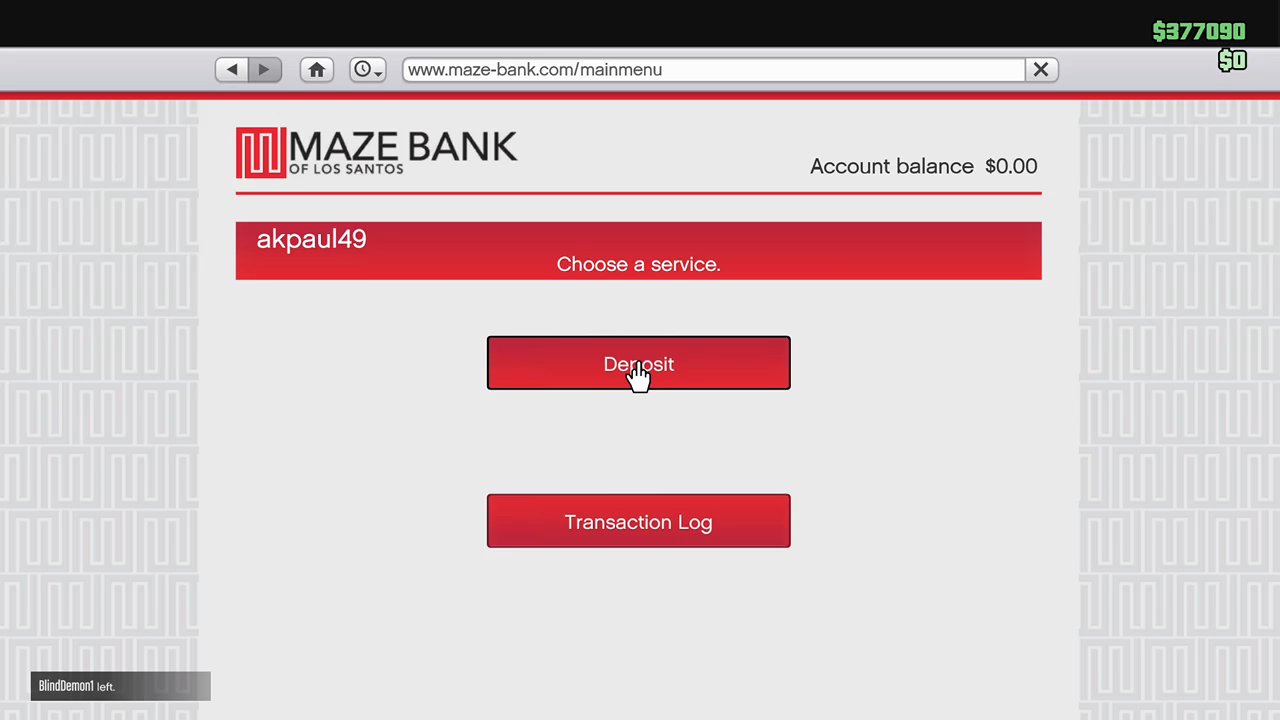 $377090
$0
www.maze-bank.com/mainmenu
MAZE BANK
OF LOS SANTOS
Account balance $0.00
akpaul49
Choose a service.
Deposit
Transaction Log
BlindDemon1 left.